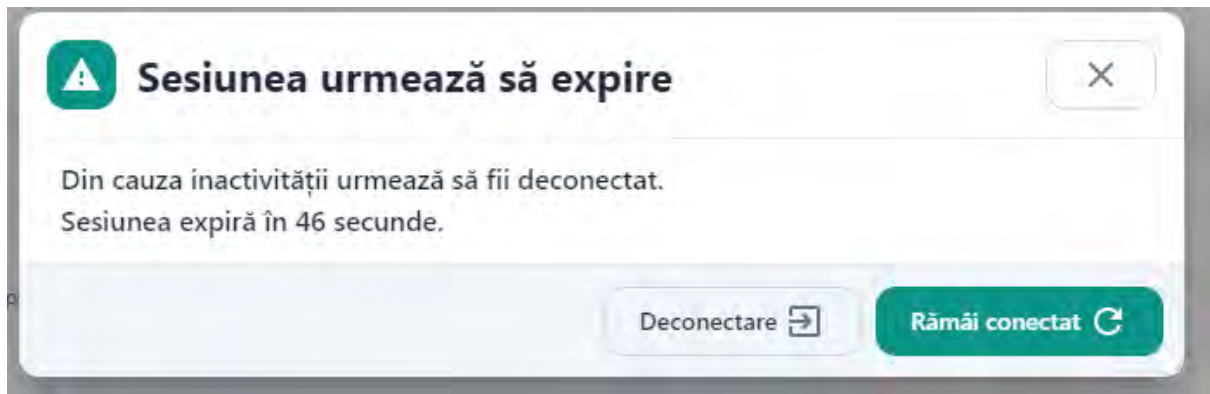 Sesiunea urmează să expire
Din cauza inactivității urmează să fii deconectat.
Sesiunea expiră în 46 secunde.
Deconectare
Rămâi conectat